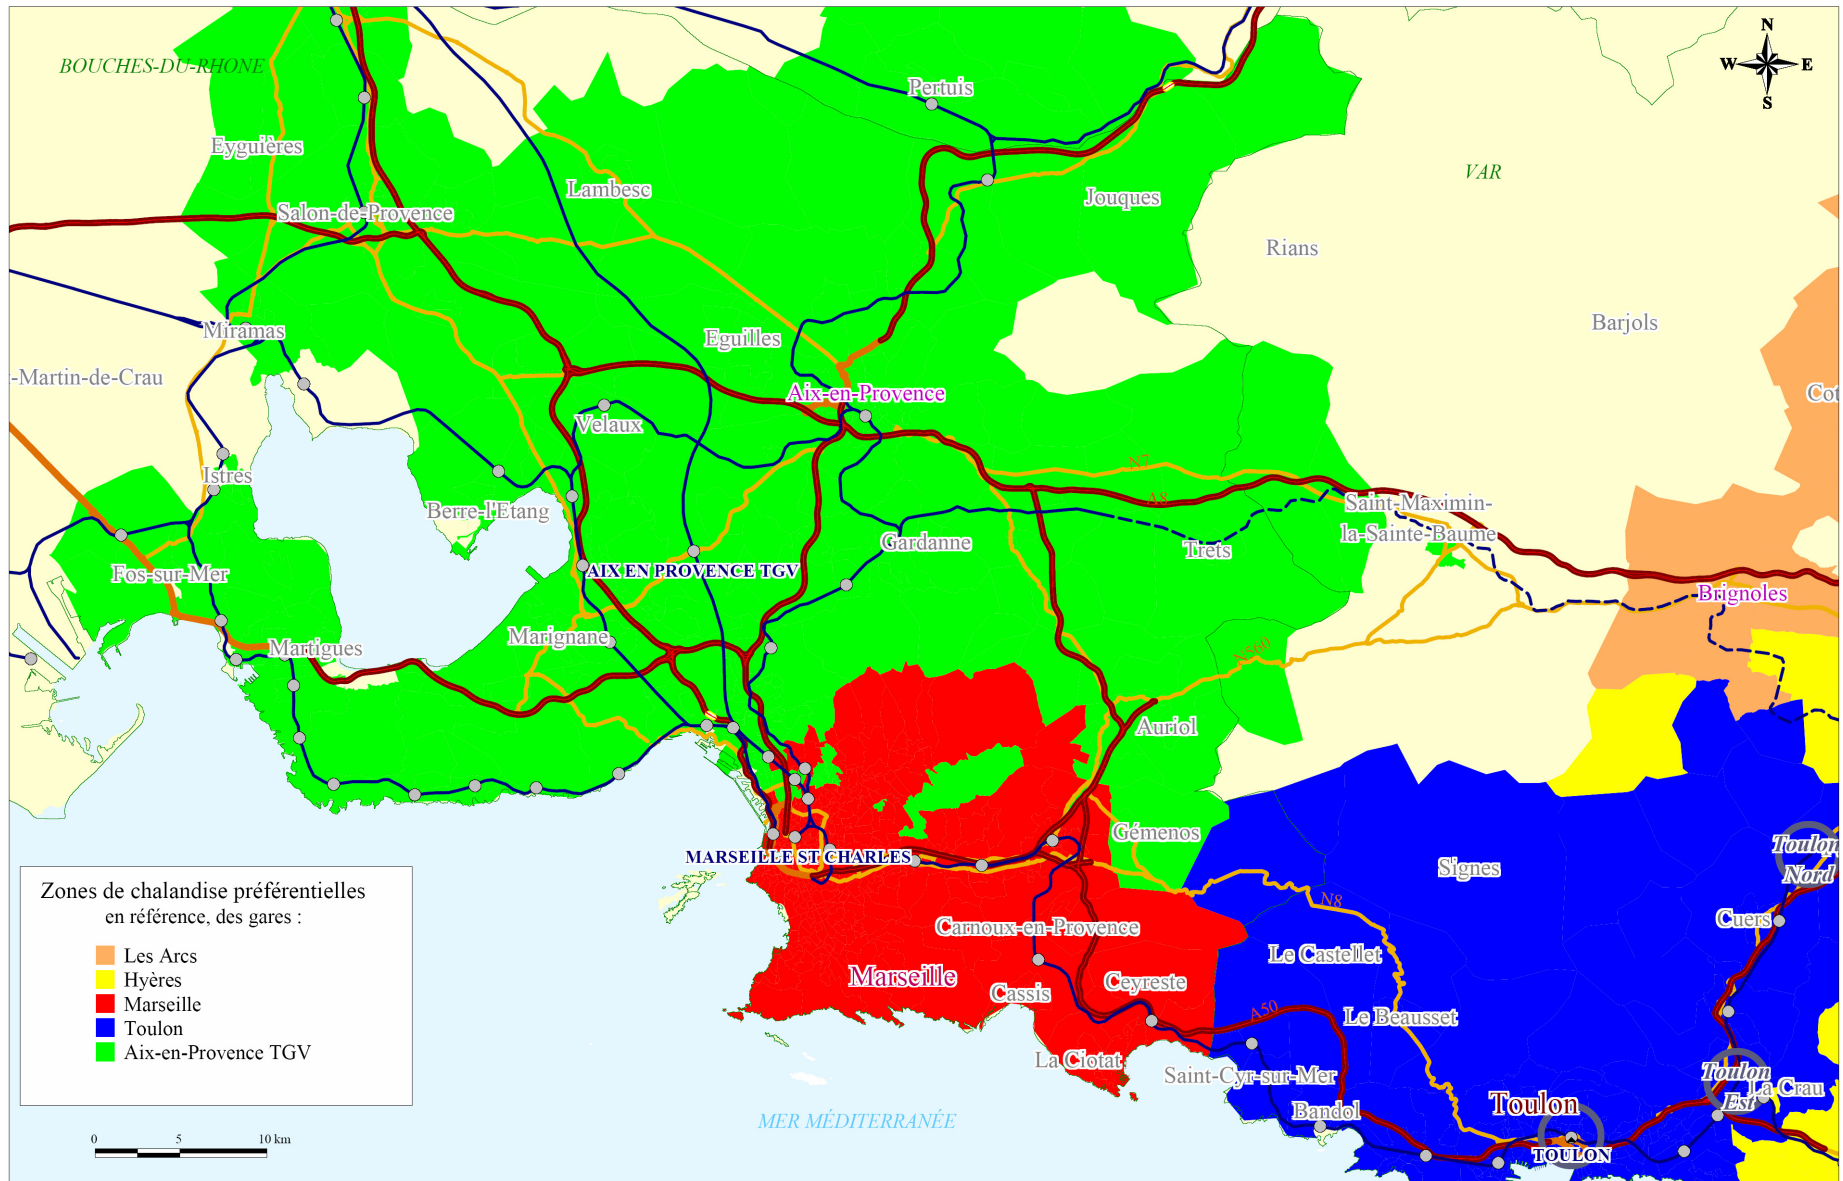 N
W E
S
BOUCHES-DU-RHONE
Pertuis
Eyguières
VAR
Lambesc
Jouques
Salon-de-Provence
Rians
Miramas
Eguilles
Barjols
-Martin-de-Crau
Aix-en-Provence
Cot
Velaux
N7
A8
Istres
Berre-l'Etang
Saint-Maximin-
la-Sainte-Baume
Gardanne
Trets
Fos-sur-Mer
AIX EN PROVENCE TGV
Brignoles
Marignane
Martigues
N560
Auriol
Gémenos
Toulon
Nord
MARSEILLE ST CHARLES
Signes
N8
Cuers
Carnoux-en-Provence
Le Castellet
Marseille
Cassis
Ceyreste
A50
Le Beausset
La Ciotat
Saint-Cyr-sur-Mer
Toulon
Est
La Crau
Bandol
Toulon
TOULON
MER MÉDITERRANÉE
Zones de chalandise préférentielles
en référence, des gares :
Les Arcs
Hyères
Marseille
Toulon
Aix-en-Provence TGV
0 5 10 km